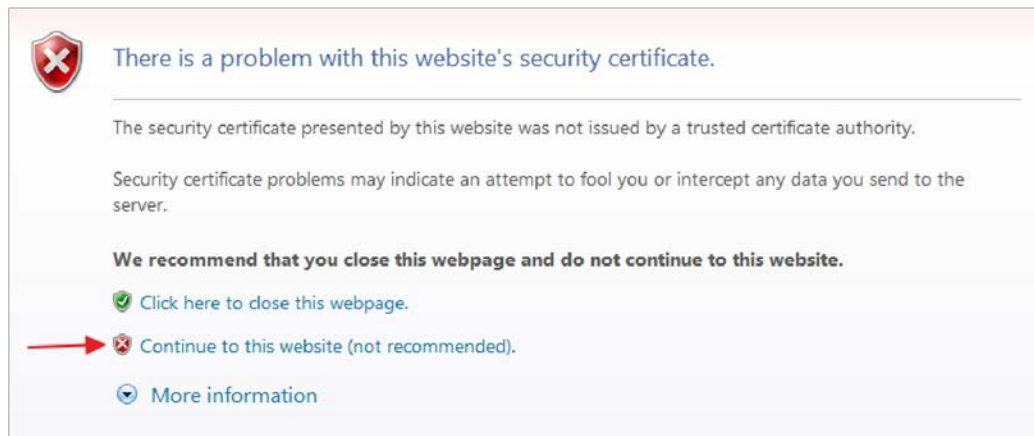 There is a problem with this website's security certificate.
The security certificate presented by this website was not issued by a trusted certificate authority.
Security certificate problems may indicate an attempt to fool you or intercept any data you send to the
server.
We recommend that you close this webpage and do not continue to this website.
Click here to close this webpage.
Continue to this website (not recommended).
More information